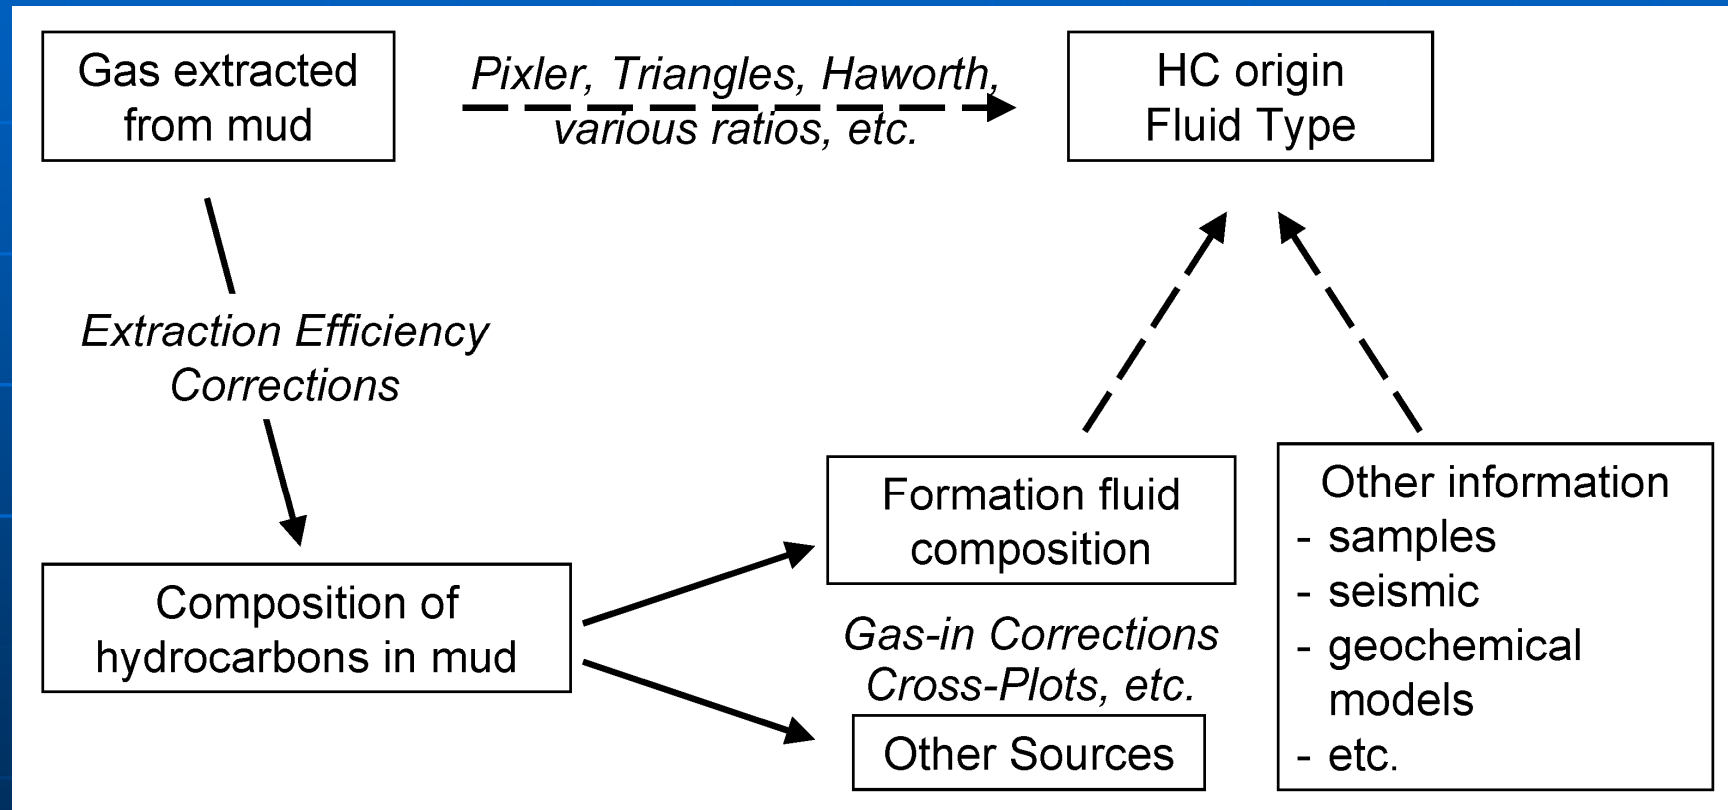 Gas extracted
from mud
Pixler, Triangles, Haworth,
various ratios, etc.
HC origin
Fluid Type
Extraction Efficiency
Corrections
Composition of
hydrocarbons in mud
Formation fluid
composition
Gas-in Corrections
Cross-Plots, etc.
Other Sources
Other information
- samples
- seismic
- geochemical
models
- etc.